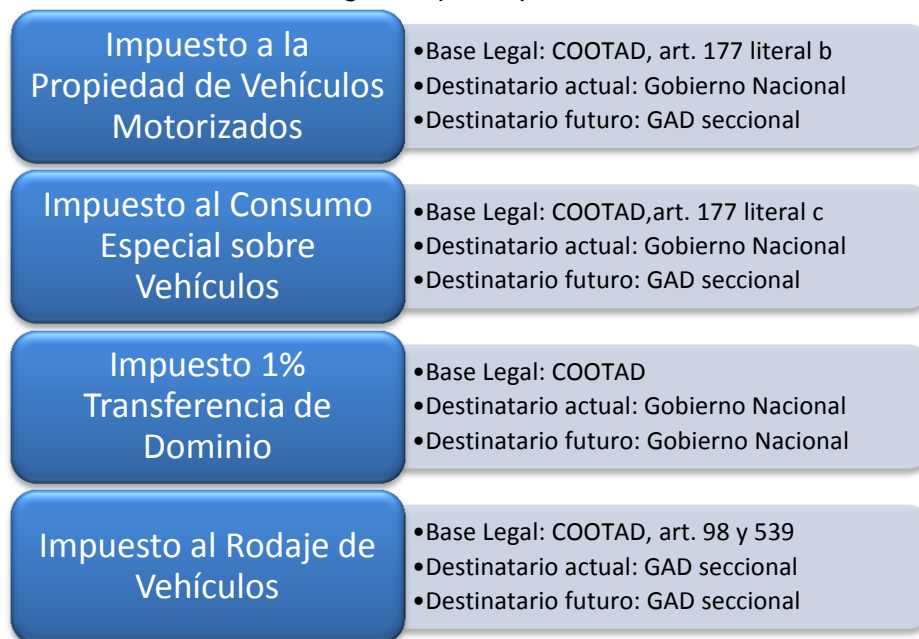 Impuesto a la
Propiedad de Vehículos
Motorizados
•Base Legal: COOTAD, art. 177 literal b
•Destinatario actual: Gobierno Nacional
•Destinatario futuro: GAD seccional
Impuesto al Consumo
Especial sobre
Vehículos
•Base Legal: COOTAD,art. 177 literal c
•Destinatario actual: Gobierno Nacional
•Destinatario futuro: GAD seccional
Impuesto 1%
Transferencia de
Dominio
•Base Legal: COOTAD
•Destinatario actual: Gobierno Nacional
•Destinatario futuro: Gobierno Nacional
Impuesto al Rodaje de
Vehículos
•Base Legal: COOTAD, art. 98 y 539
•Destinatario actual: GAD seccional
•Destinatario futuro: GAD seccional